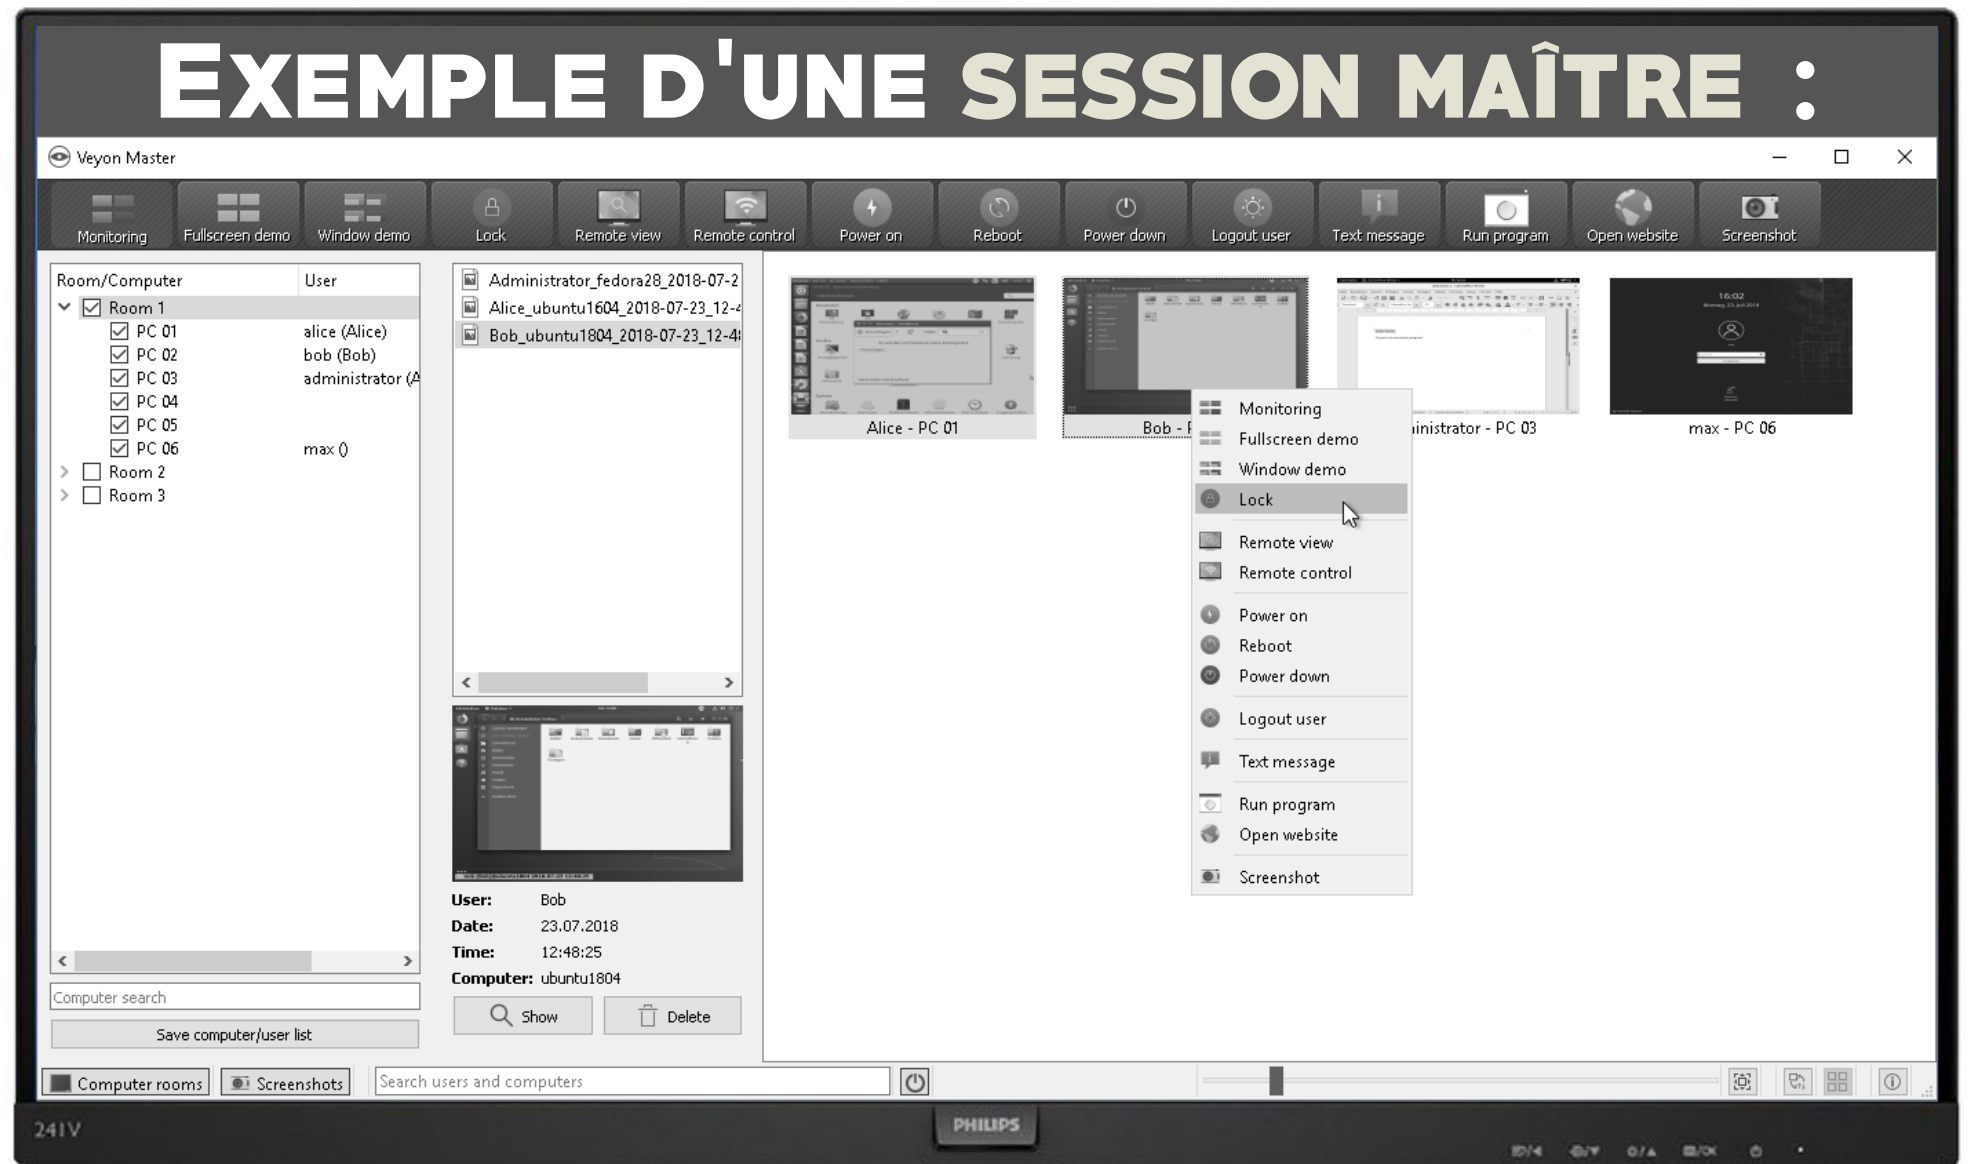 EXEMPLE D'UNE SESSION MAÎTRE :
Veyon Master
Monitoring
Fullscreen demo
Window demo
Lock
Remote view
Remote control
Power on
Reboot
Power down
Logout user
Text message
Run program
Open website
Screenshot
Room/Computer User
Room 1
PC 01 alice (Alice)
PC 02 bob (Bob)
PC 03 administrator (A
PC 04
PC 05
PC 06 max ()
Room 2
Room 3
Computer search
Save computer/user list
Administrator_fedora28_2018-07-2
Alice_ubuntu1604_2018-07-23_12-4
Bob_ubuntu1804_2018-07-23_12-4
User: Bob
Date: 23.07.2018
Time: 12:48:25
Computer: ubuntu1804
Show
Delete
16:02
Alice - PC 01
Bob - P
inistrator - PC 03
max - PC 06
Monitoring
Fullscreen demo
Window demo
Lock
Remote view
Remote control
Power on
Reboot
Power down
Logout user
Text message
Run program
Open website
Screenshot
Computer rooms
Screenshots
Search users and computers
241V
PHILIPS